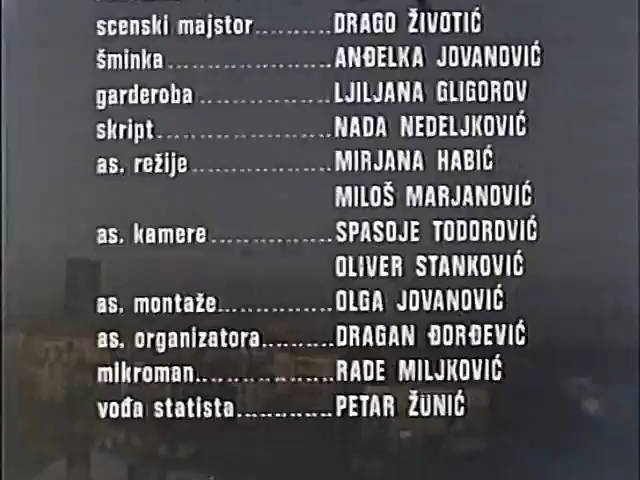 scenski majstor..........DRAGO ŽIVOTIĆ
šminka......................ANĐELKA JOVANOVIĆ
garderoba.................LJILJANA GLIGOROV
skript.......................NADA NEDELJKOVIĆ
as. režije...................MIRJANA HABIĆ
MILOŠ MARJANOVIĆ
as. kamere................SPASOJE TODOROVIĆ
OLIVER STANKOVIĆ
as. montaže...............OLGA JOVANOVIĆ
as. organizatora..........DRAGAN ĐORĐEVIĆ
mikroman..................RADE MILJKOVIĆ
vođa statista.............PETAR ŽUNIĆ